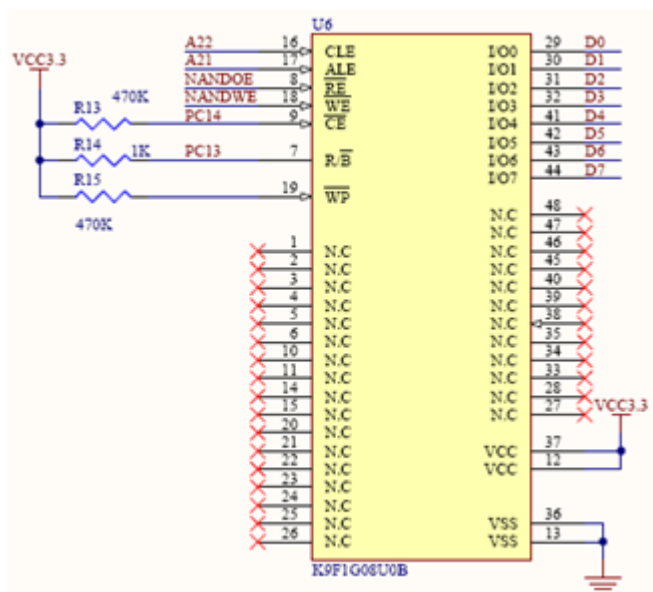 U6
VCC3.3
A22 16 CLE I/O0 29 D0
A21 17 ALE I/O1 30 D1
NANDOE 8 RE I/O2 31 D2
NANDWE 18 WE I/O3 32 D3
R13 470K PC14 9 CE I/O4 41 D4
I/O5 42 D5
R14 1K PC13 7 R/B I/O6 43 D6
I/O7 44 D7
R15 470K 19 WP
N.C 48
N.C 47
1 N.C N.C 46
2 N.C N.C 45
3 N.C N.C 40
4 N.C N.C 39
5 N.C N.C 38
6 N.C N.C 35
10 N.C N.C 34
11 N.C N.C 33
14 N.C N.C 28
15 N.C N.C 27 VCC3.3
20 N.C
21 N.C VCC 37
22 N.C VCC 12
23 N.C
24 N.C
25 N.C VSS 36
26 N.C VSS 13
K9F1G08U0B